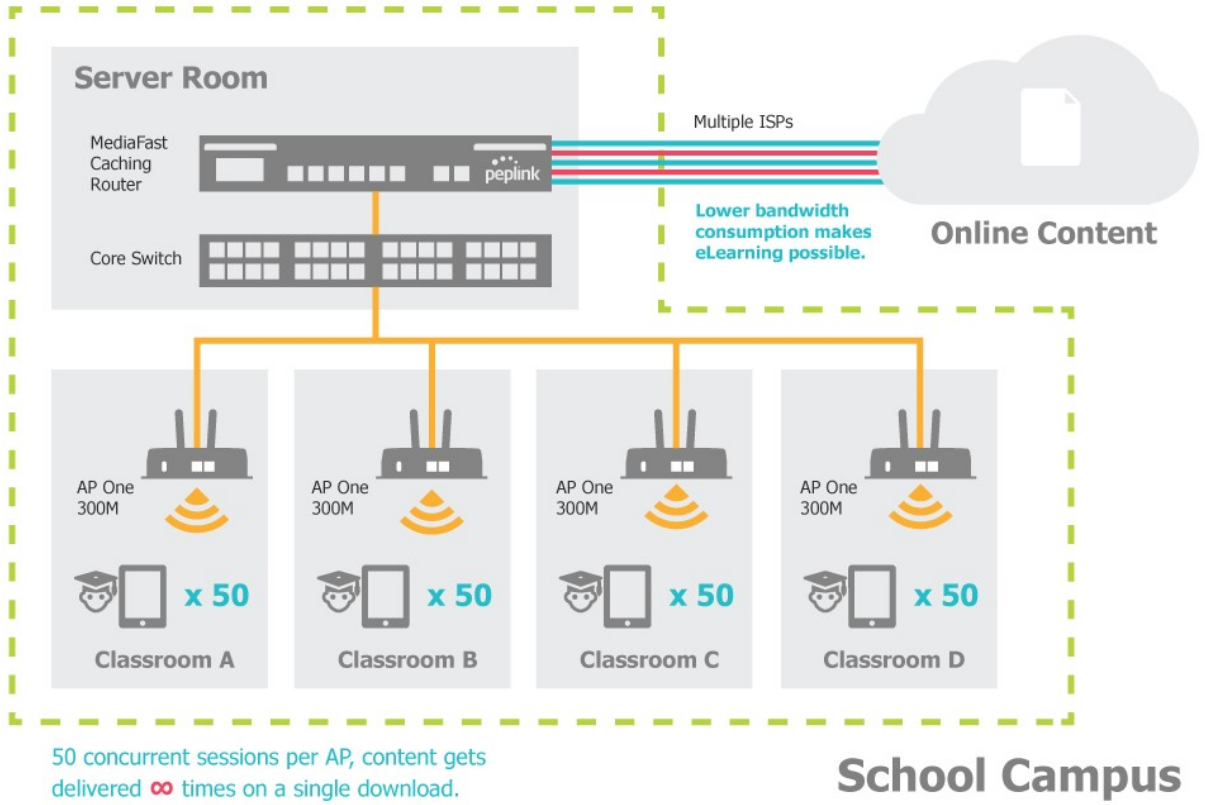 Server Room
MediaFast
Caching
Router
peplink
Core Switch
Multiple ISPs
Lower bandwidth
consumption makes
eLearning possible.
Online Content
AP One
300M
x 50
Classroom A
AP One
300M
x 50
Classroom B
AP One
300M
x 50
Classroom C
AP One
300M
x 50
Classroom D
50 concurrent sessions per AP, content gets
delivered ∞ times on a single download.
School Campus